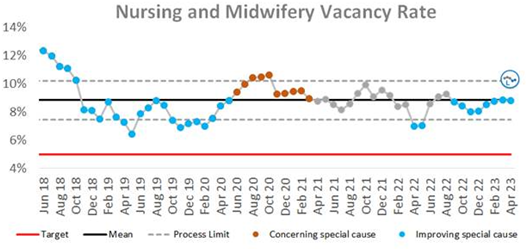 Nursing and Midwifery Vacancy Rate
14%
12%
10%
8%
6%
4%
Jun 18
Aug 18
Oct 18
Dec 18
Feb 19
Apr 19
Jun 19
Aug 19
Oct 19
Dec 19
Feb 20
Apr 20
Jun 20
Aug 20
Oct 20
Dec 20
Feb 21
Apr 21
Jun 21
Aug 21
Oct 21
Dec 21
Feb 22
Apr 22
Jun 22
Aug 22
Oct 22
Dec 22
Feb 23
Apr 23
Target Mean Process Limit Concerning special cause Improving special cause